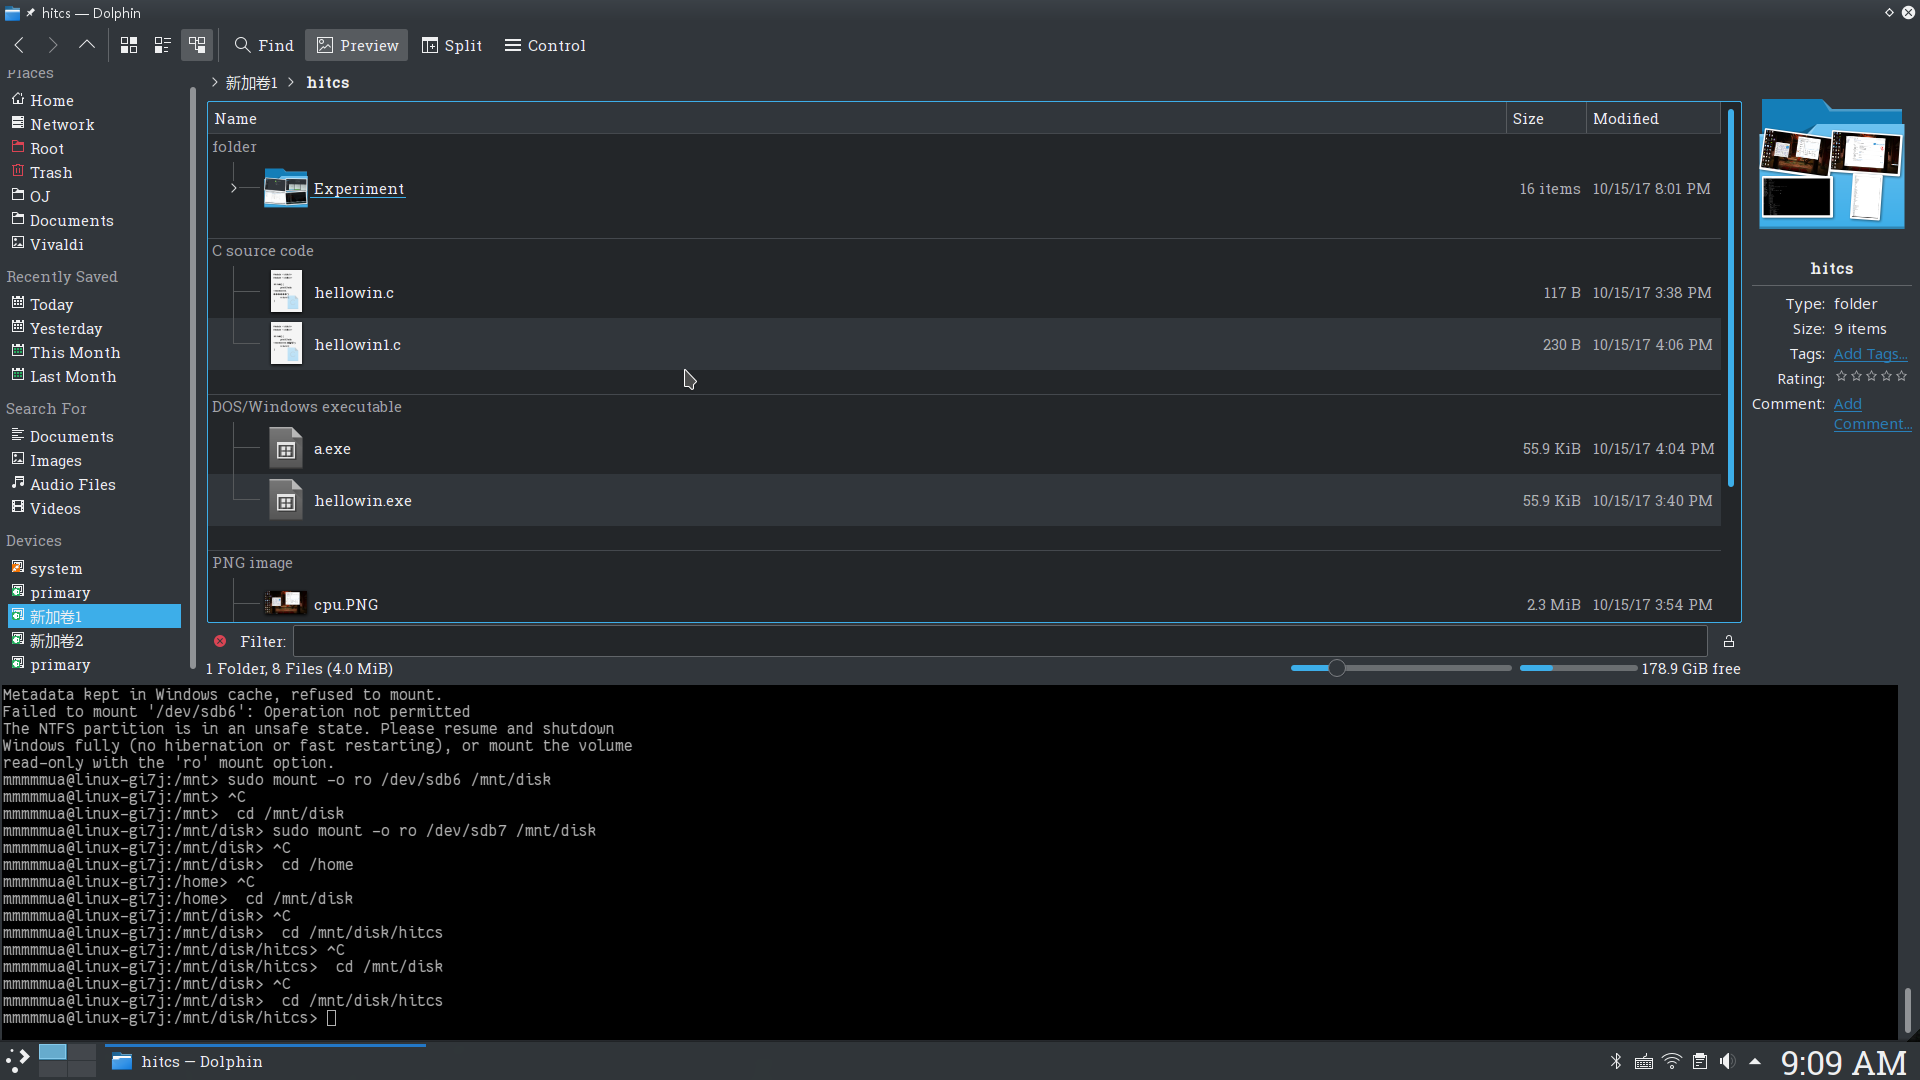 hitcs — Dolphin
Find
Preview
Split
Control
Places
Home
Network
Root
Trash
OJ
Documents
Vivaldi
Recently Saved
Today
Yesterday
This Month
Last Month
Search For
Documents
Images
Audio Files
Videos
Devices
system
primary
新加卷1
新加卷2
primary
> 新加卷1 > hitcs
Name Size Modified
folder
Experiment 16 items 10/15/17 8:01 PM
C source code
hellowin.c 117 B 10/15/17 3:38 PM
hellowin1.c 230 B 10/15/17 4:06 PM
DOS/Windows executable
a.exe 55.9 KiB 10/15/17 4:04 PM
hellowin.exe 55.9 KiB 10/15/17 3:40 PM
PNG image
cpu.PNG 2.3 MiB 10/15/17 3:54 PM
Filter:
1 Folder, 8 Files (4.0 MiB) 178.9 GiB free
hitcs
Type: folder
Size: 9 items
Tags: Add Tags...
Rating:
Comment: Add
Comment...
Metadata kept in Windows cache, refused to mount.
Failed to mount '/dev/sdb6': Operation not permitted
The NTFS partition is in an unsafe state. Please resume and shutdown
Windows fully (no hibernation or fast restarting), or mount the volume
read-only with the 'ro' mount option.
mmmmmua@linux-gi7j:/mnt> sudo mount -o ro /dev/sdb6 /mnt/disk
mmmmmua@linux-gi7j:/mnt> ^C
mmmmmua@linux-gi7j:/mnt>  cd /mnt/disk
mmmmmua@linux-gi7j:/mnt/disk> sudo mount -o ro /dev/sdb7 /mnt/disk
mmmmmua@linux-gi7j:/mnt/disk> ^C
mmmmmua@linux-gi7j:/mnt/disk>  cd /home
mmmmmua@linux-gi7j:/home> ^C
mmmmmua@linux-gi7j:/home>  cd /mnt/disk
mmmmmua@linux-gi7j:/mnt/disk> ^C
mmmmmua@linux-gi7j:/mnt/disk>  cd /mnt/disk/hitcs
mmmmmua@linux-gi7j:/mnt/disk/hitcs> ^C
mmmmmua@linux-gi7j:/mnt/disk/hitcs>  cd /mnt/disk
mmmmmua@linux-gi7j:/mnt/disk> ^C
mmmmmua@linux-gi7j:/mnt/disk>  cd /mnt/disk/hitcs
mmmmmua@linux-gi7j:/mnt/disk/hitcs>
hitcs — Dolphin
9:09 AM